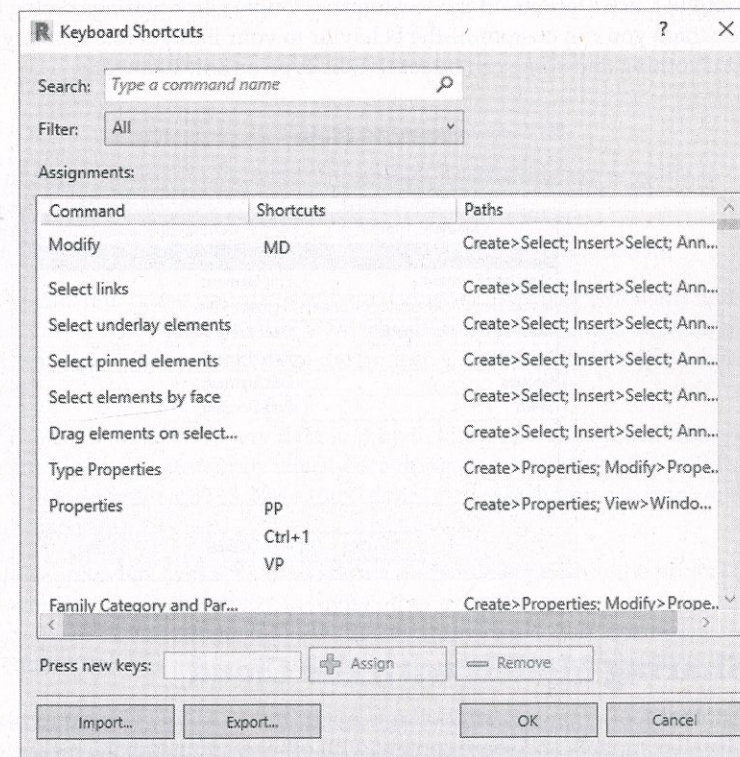 R Keyboard Shortcuts ? ×
Search: Type a command name
Filter: All
Assignments:
Command Shortcuts Paths
Modify MD Create>Select; Insert>Select; Ann...
Select links Create>Select; Insert>Select; Ann...
Select underlay elements Create>Select; Insert>Select; Ann...
Select pinned elements Create>Select; Insert>Select; Ann...
Select elements by face Create>Select; Insert>Select; Ann...
Drag elements on select... Create>Select; Insert>Select; Ann...
Type Properties Create>Properties; Modify>Prope..
Properties PP Create>Properties; View>Windo...
Ctrl+1
VP
Family Category and Par... Create>Properties; Modify>Prope..
Press new keys: Assign Remove
Import... Export... OK Cancel